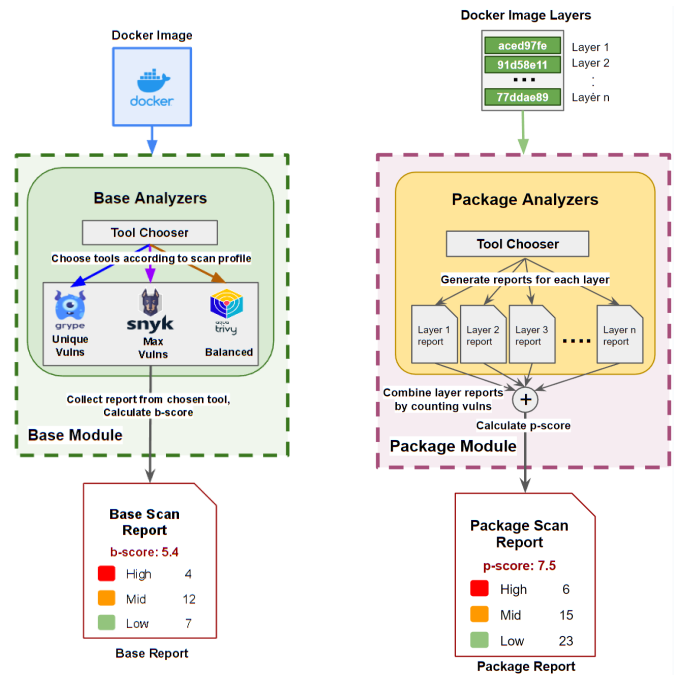 Docker Image
docker
Base Analyzers
Tool Chooser
Choose tools according to scan profile
grype
Unique
Vulns
snyk
Max
Vulns
aqua
trivy
Balanced
Collect report from chosen tool,
Calculate b-score
Base Module
Base Scan
Report
b-score: 5.4
High 4
Mid 12
Low 7
Base Report
Docker Image Layers
aced97fe Layer 1
91d58e11 Layer 2
... :
77ddae89 Layer n
Package Analyzers
Tool Chooser
Generate reports for each layer
Layer 1
report
Layer 2
report
Layer 3
report
....
Layer n
report
Combine layer reports
by counting vulns
+
Calculate p-score
Package Module
Package Scan
Report
p-score: 7.5
High 6
Mid 15
Low 23
Package Report